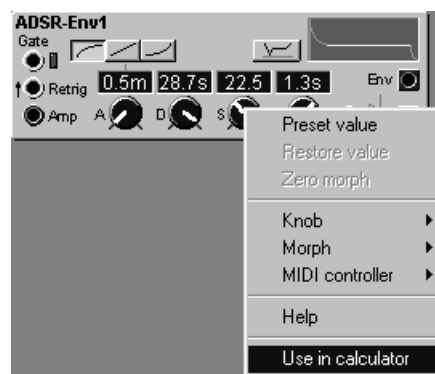 ADSR-Env1
Gate
Retrig 0.5m 28.7s 22.5 1.3s Env
Amp A D S
Preset value
Restore value
Zero morph
Knob
Morph
MIDI controller
Help
Use in calculator